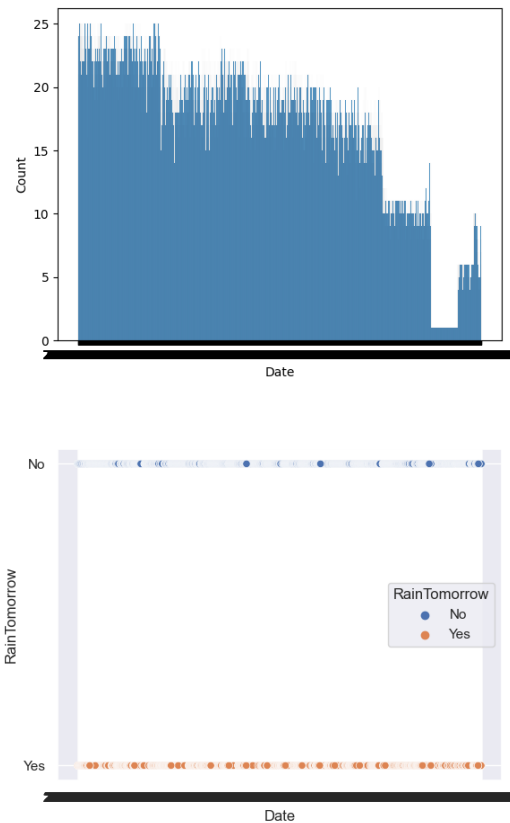 25
20
15
10
5
0
Count
Date
No
Yes
RainTomorrow
RainTomorrow
No
Yes
Date